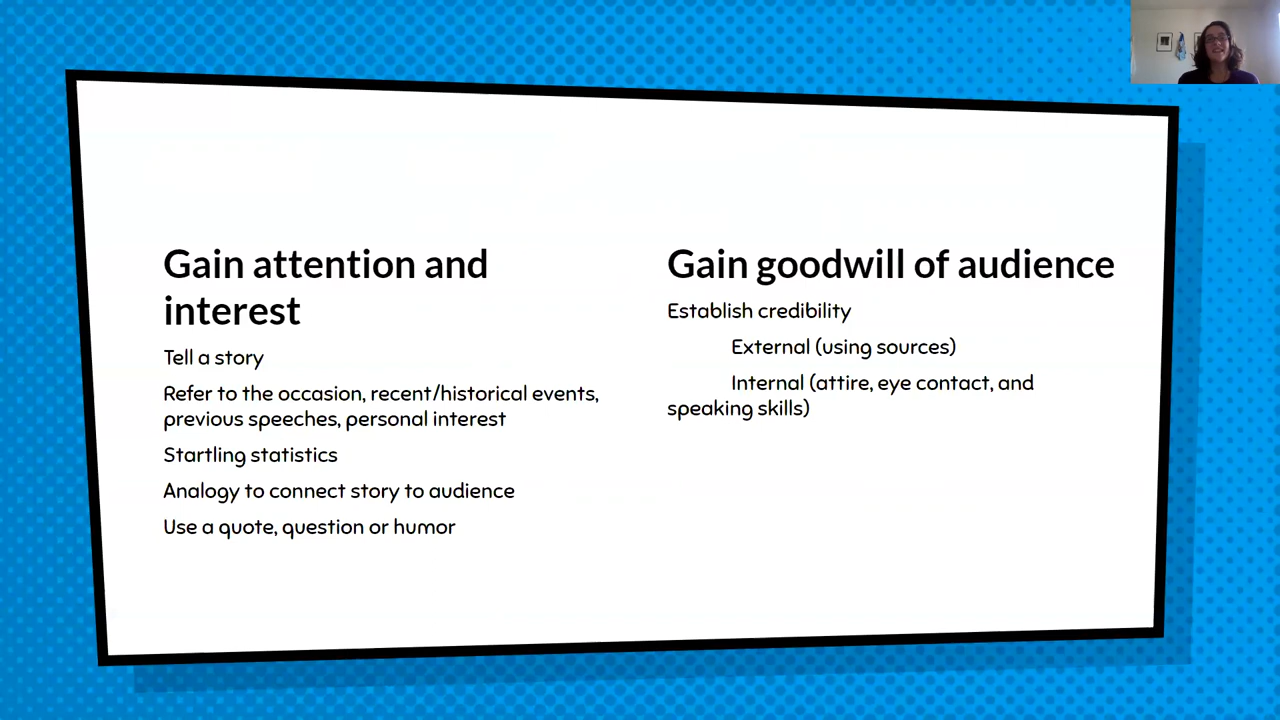 Gain attention and
interest
Tell a story
Refer to the occasion, recent/historical events,
previous speeches, personal interest
Startling statistics
Analogy to connect story to audience
Use a quote, question or humor
Gain goodwill of audience
Establish credibility
External (using sources)
Internal (attire, eye contact, and
speaking skills)